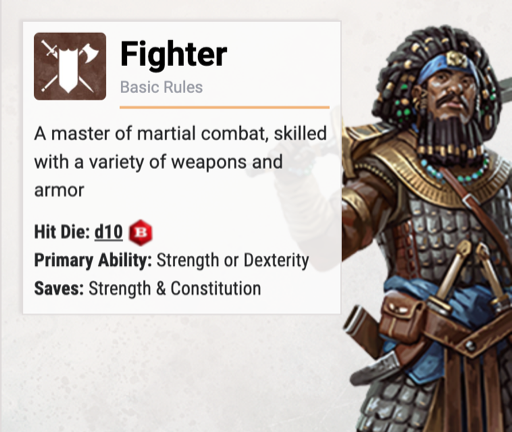 Fighter
Basic Rules
A master of martial combat, skilled
with a variety of weapons and
armor
Hit Die: d10 B
Primary Ability: Strength or Dexterity
Saves: Strength & Constitution